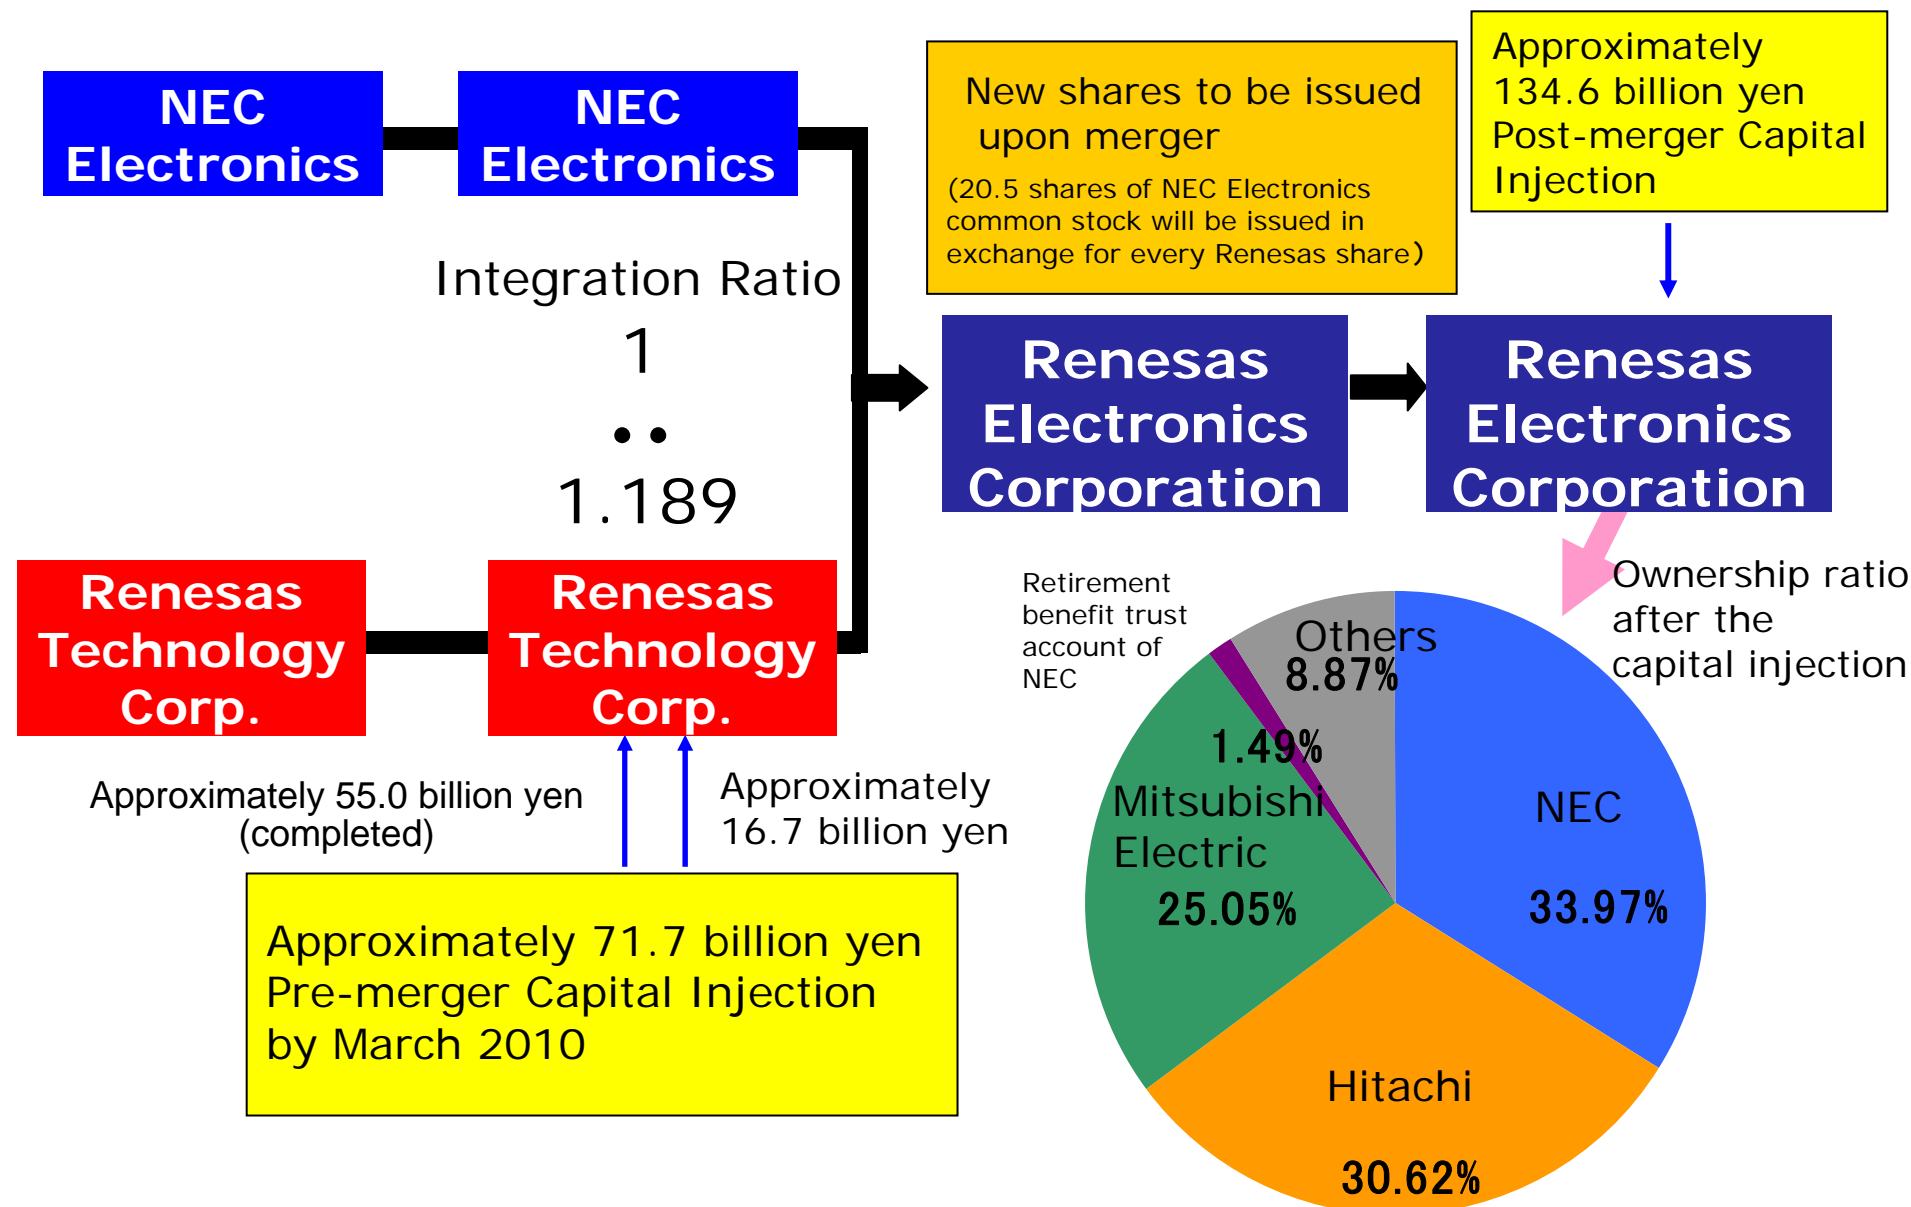 NEC
Electronics
NEC
Electronics
New shares to be issued
upon merger
(20.5 shares of NEC Electronics
common stock will be issued in
exchange for every Renesas share)
Approximately
134.6 billion yen
Post-merger Capital
Injection
Integration Ratio
1
••
1.189
Renesas
Electronics
Corporation
Renesas
Electronics
Corporation
Renesas
Technology
Corp.
Renesas
Technology
Corp.
Approximately 55.0 billion yen
(completed)
Approximately
16.7 billion yen
Approximately 71.7 billion yen
Pre-merger Capital Injection
by March 2010
Ownership ratio
after the
capital injection
Retirement
benefit trust
account of
NEC
Others
8.87%
1.49%
Mitsubishi
Electric
25.05%
NEC
33.97%
Hitachi
30.62%